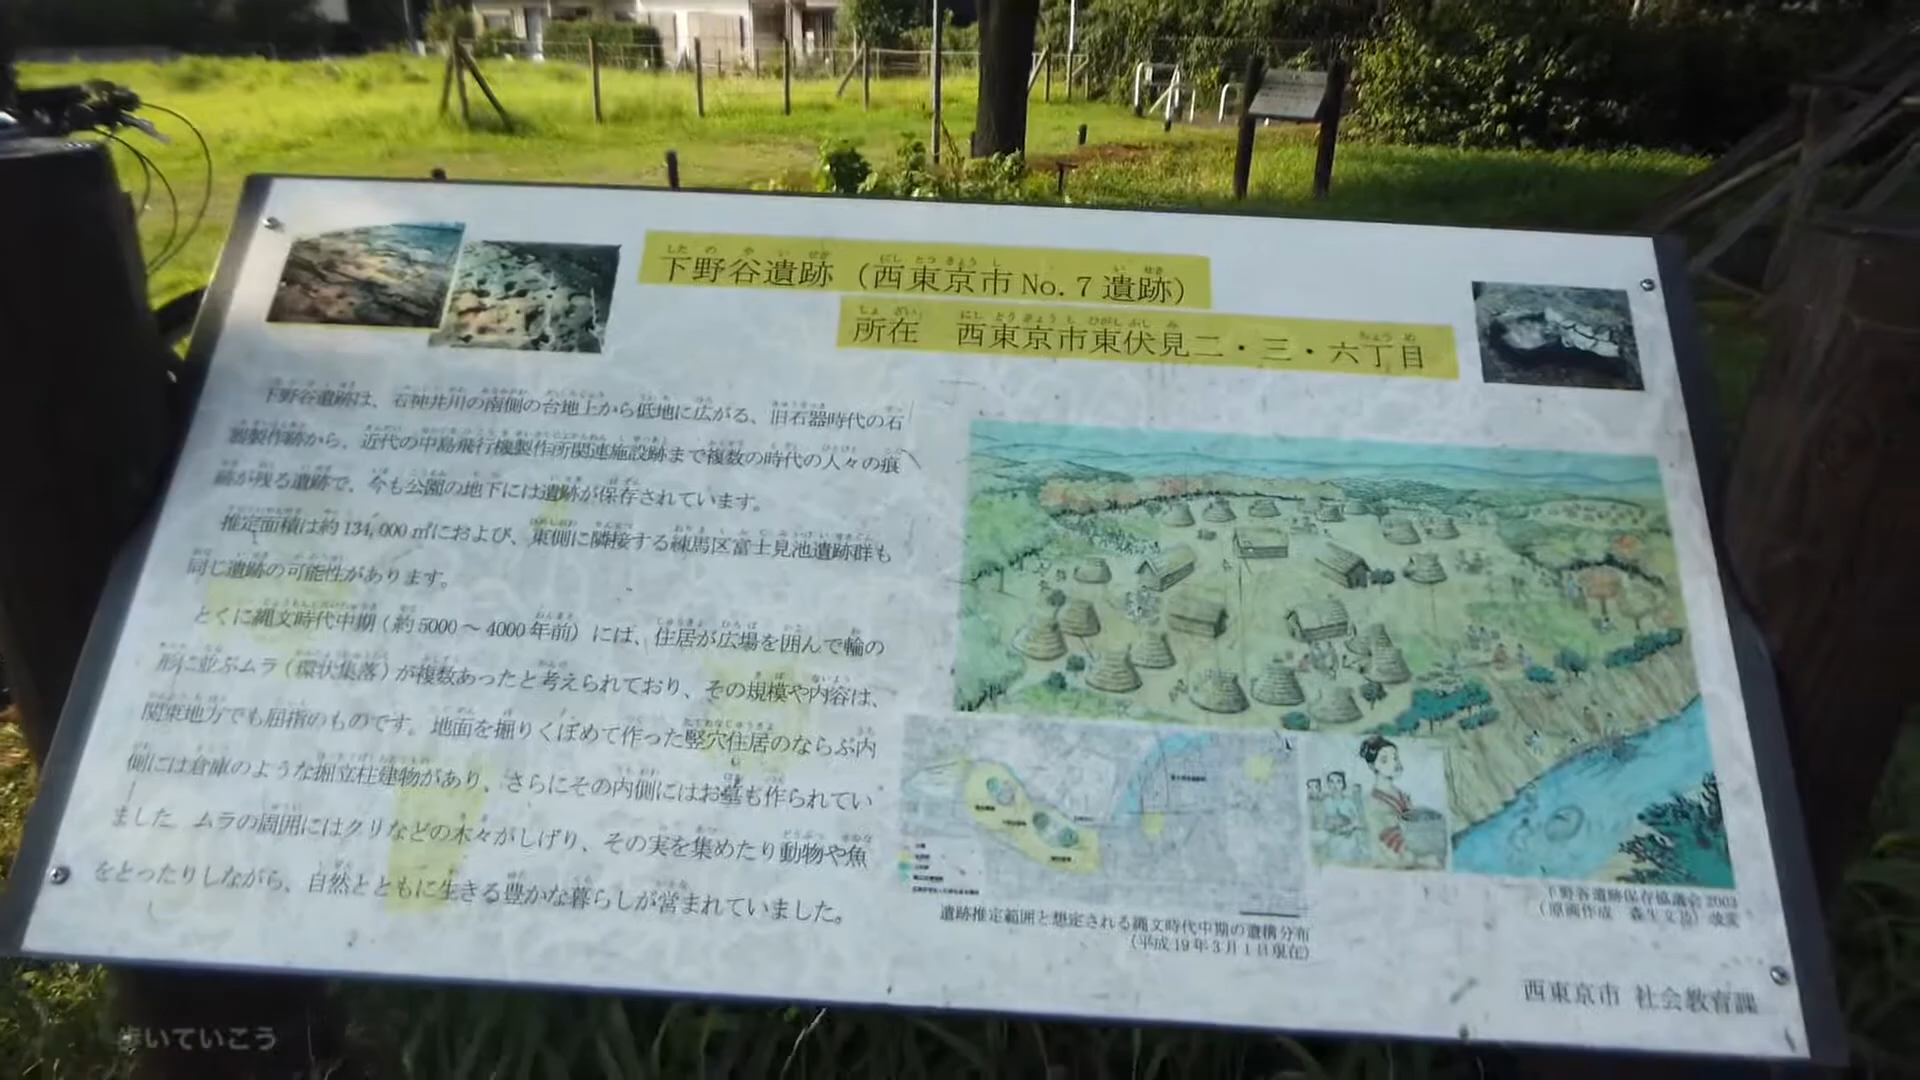 下野谷遺跡（西東京市No.7遺跡）
所在　西東京市東伏見二・三・六丁目
下野谷遺跡は、石神井川の南側の台地上から低地に広がる、旧石器時代の石
器製作跡から、近代の中島飛行機製作所関連施設跡まで複数の時代の人々の痕
跡が残る遺跡で、今も公園の地下には遺跡が保存されています。
推定面積は約134,000㎡におよび、東側に隣接する練馬区富士見池遺跡群も
同じ遺跡の可能性があります。
とくに縄文時代中期（約5000～4000年前）には、住居が広場を囲んで輪の
形に並ぶムラ（環状集落）が複数あったと考えられており、その規模や内容は、
関東地方でも屈指のものです。地面を掘りくぼめて作った竪穴住居のならぶ内
側には倉庫のような掘立柱建物があり、さらにその内側にはお墓も作られてい
ました。ムラの周囲にはクリなどの木々がしげり、その実を集めたり動物や魚
をとったりしながら、自然とともに生きる豊かな暮らしが営まれていました。
遺跡推定範囲と想定される縄文時代中期の遺構分布
（平成19年3月1日現在）
下野谷遺跡保存協議会 2003
（原画作成
改変
西東京市 社会教育課
歩いていこう